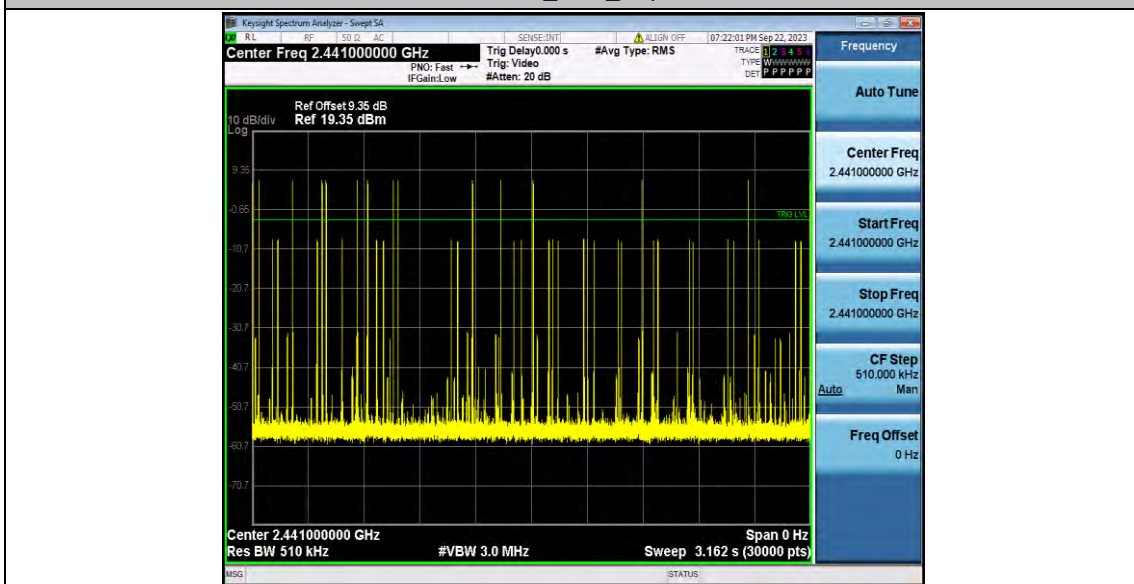 Keysight Spectrum Analyzer - Swept SA
LXI RL RF 50 Ω AC SENSE:INT ALIGN OFF 07:22:01 PM Sep 22, 2023
Center Freq 2.441000000 GHz
PNO: Fast
IFGain:Low
Trig Delay0.000 s
Trig: Video
#Atten: 20 dB
#Avg Type: RMS
TRACE 1 2 3 4 5 6
TYPE W
DET P P P P P P
Ref Offset 9.35 dB
10 dB/div Ref 19.35 dBm
Log
9.35
-0.65
TRIG LVL
-10.7
-20.7
-30.7
-40.7
-50.7
-60.7
-70.7
Center 2.441000000 GHz Span 0 Hz
Res BW 510 kHz #VBW 3.0 MHz Sweep 3.162 s (30000 pts)
MSG STATUS
Frequency
Auto Tune
Center Freq
2.441000000 GHz
Start Freq
2.441000000 GHz
Stop Freq
2.441000000 GHz
CF Step
510.000 kHz
Auto Man
Freq Offset
0 Hz